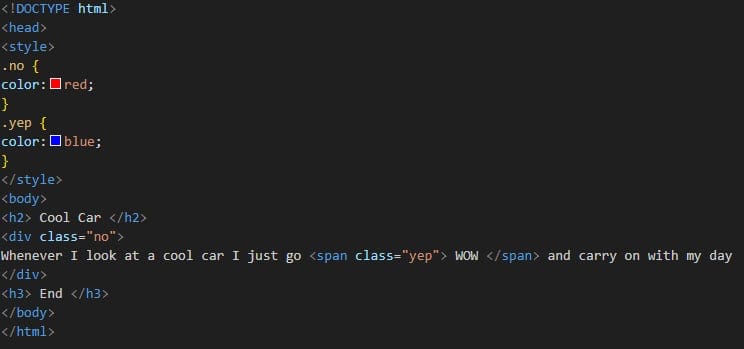 <!DOCTYPE html>
<head>
<style>
.no {
color: red;
}
.yep {
color: blue;
}
</style>
<body>
<h2> Cool Car </h2>
<div class="no">
Whenever I look at a cool car I just go <span class="yep"> WOW </span> and carry on with my day
</div>
<h3> End </h3>
</body>
</html>